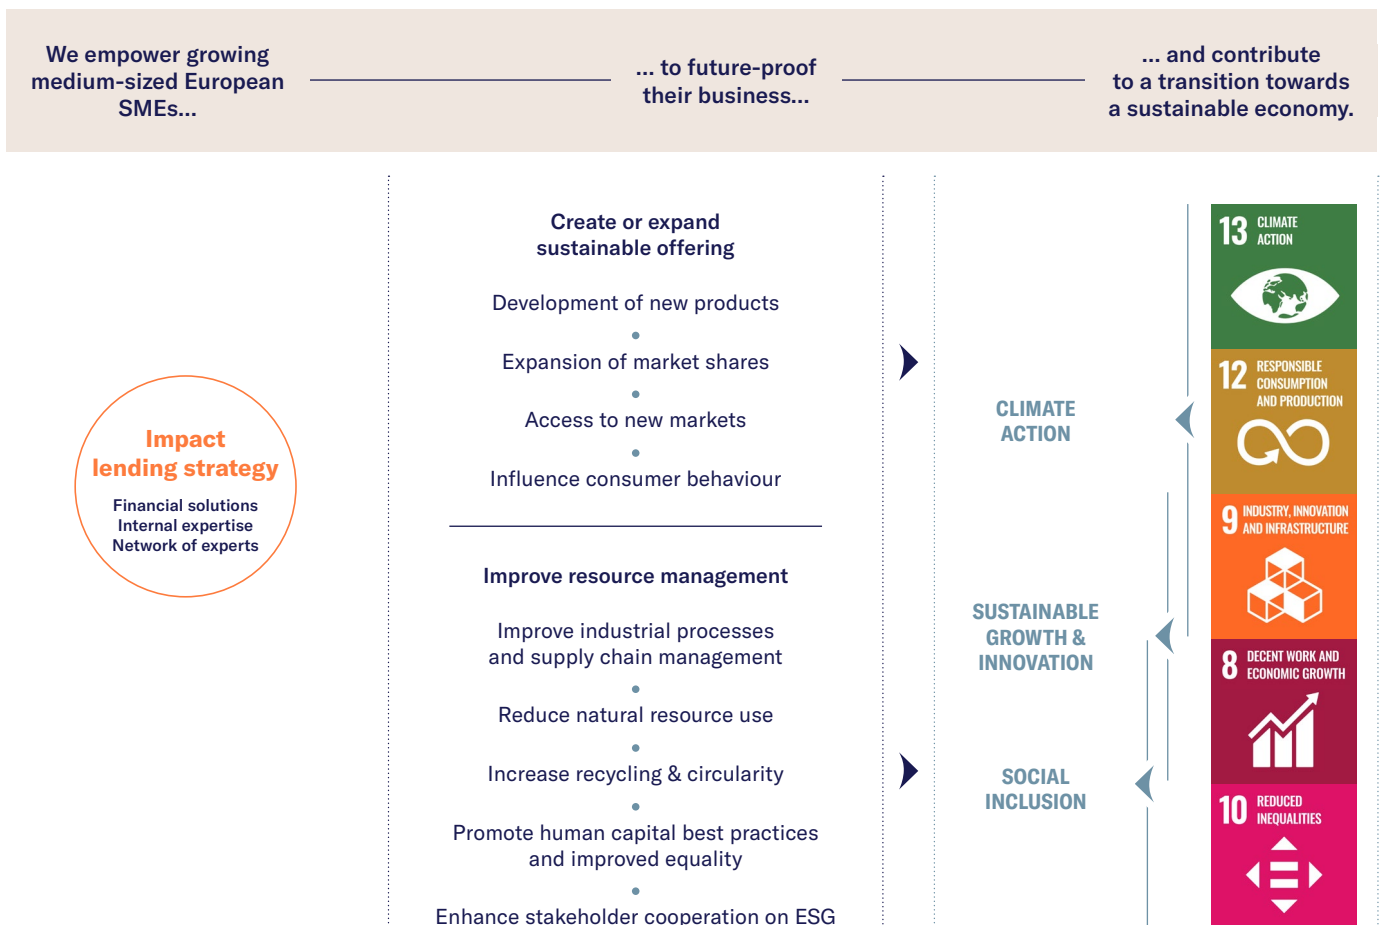 We empower growing
medium-sized European
SMEs...
... to future-proof
their business...
... and contribute
to a transition towards
a sustainable economy.
Impact
lending strategy
Financial solutions
Internal expertise
Network of experts
Create or expand
sustainable offering
Development of new products
Expansion of market shares
Access to new markets
Influence consumer behaviour
Improve resource management
Improve industrial processes
and supply chain management
Reduce natural resource use
Increase recycling & circularity
Promote human capital best practices
and improved equality
Enhance stakeholder cooperation on ESG
CLIMATE
ACTION
SUSTAINABLE
GROWTH &
INNOVATION
SOCIAL
INCLUSION
13 CLIMATE
ACTION
12 RESPONSIBLE
CONSUMPTION
AND PRODUCTION
9 INDUSTRY, INNOVATION
AND INFRASTRUCTURE
8 DECENT WORK AND
ECONOMIC GROWTH
10 REDUCED
INEQUALITIES